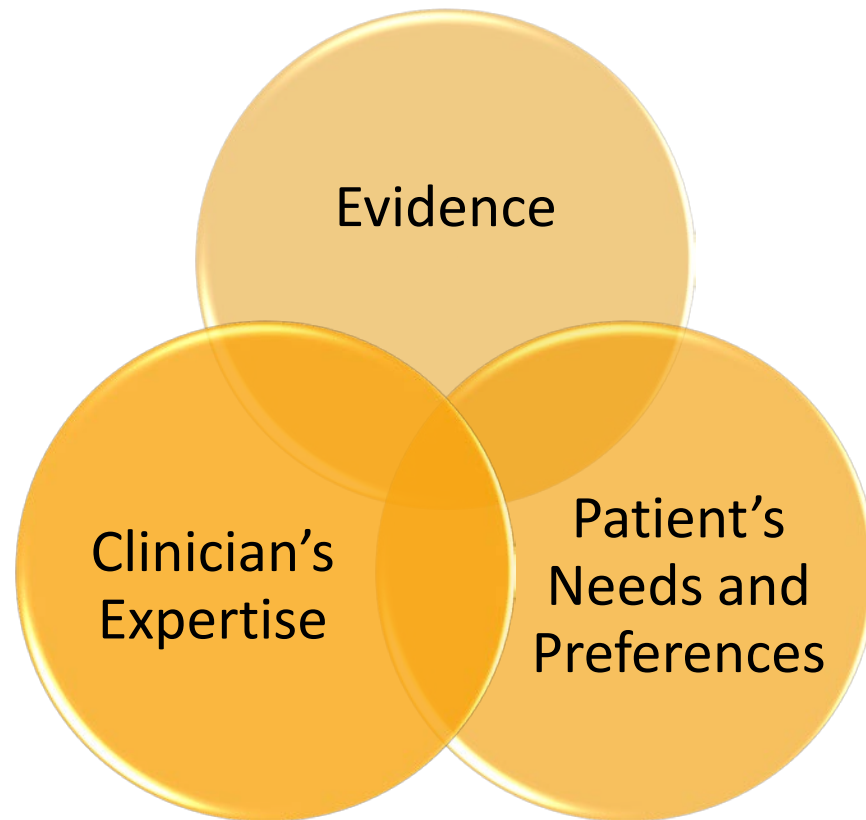 Evidence
Clinician’s
Expertise
Patient’s
Needs and
Preferences